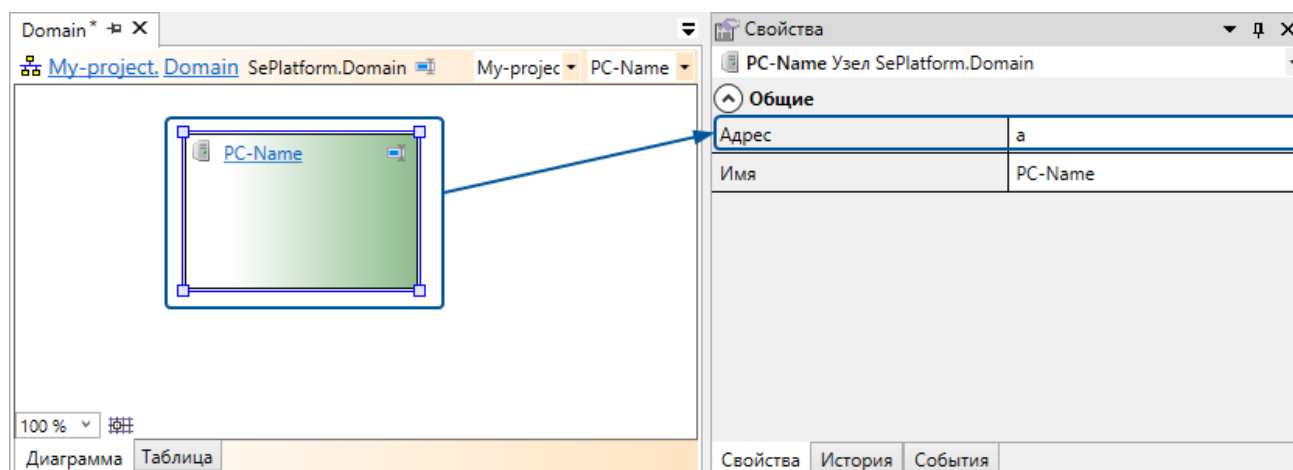 Domain*
My-project. Domain SePlatform.Domain My-projec PC-Name
PC-Name
100 %
Диаграмма Таблица
Свойства
PC-Name Узел SePlatform.Domain
Общие
Адрес a
Имя PC-Name
Свойства История События